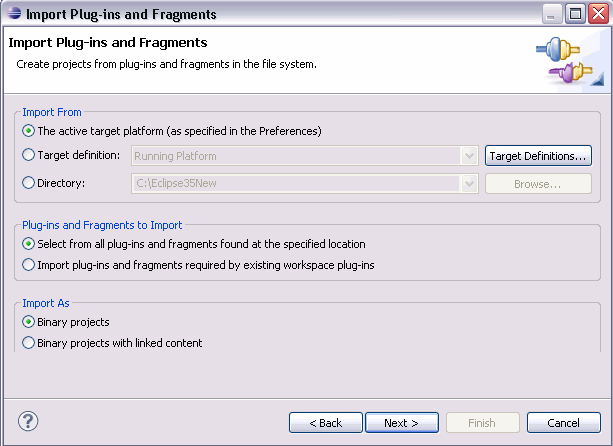 Import Plug-ins and Fragments
Import Plug-ins and Fragments
Create projects from plug-ins and fragments in the file system.
Import From
The active target platform (as specified in the Preferences)
Target definition: Running Platform Target Definitions...
Directory: C:\Eclipse35New Browse...
Plug-ins and Fragments to Import
Select from all plug-ins and fragments found at the specified location
Import plug-ins and fragments required by existing workspace plug-ins
Import As
Binary projects
Binary projects with linked content
? < Back Next > Finish Cancel